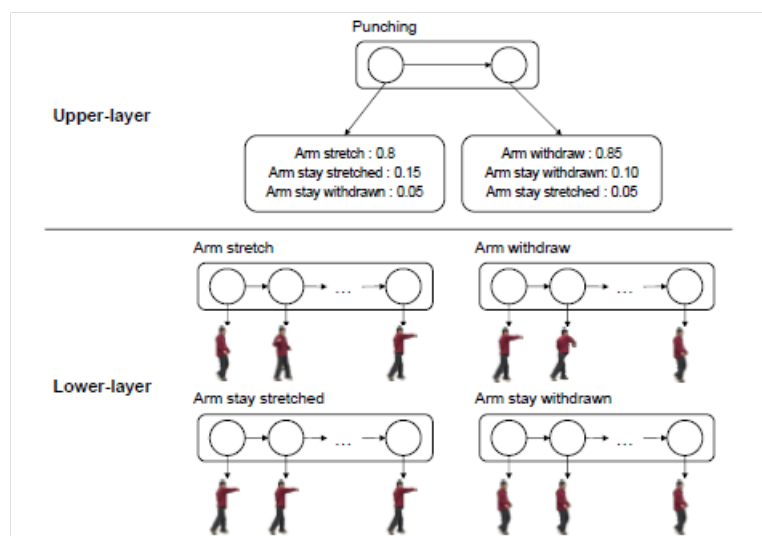 Punching
Upper-layer
Arm stretch : 0.8
Arm stay stretched : 0.15
Arm stay withdrawn : 0.05
Arm withdraw : 0.85
Arm stay withdrawn: 0.10
Arm stay stretched : 0.05
Arm stretch
Arm withdraw
...
...
Lower-layer
Arm stay stretched
Arm stay withdrawn
...
...